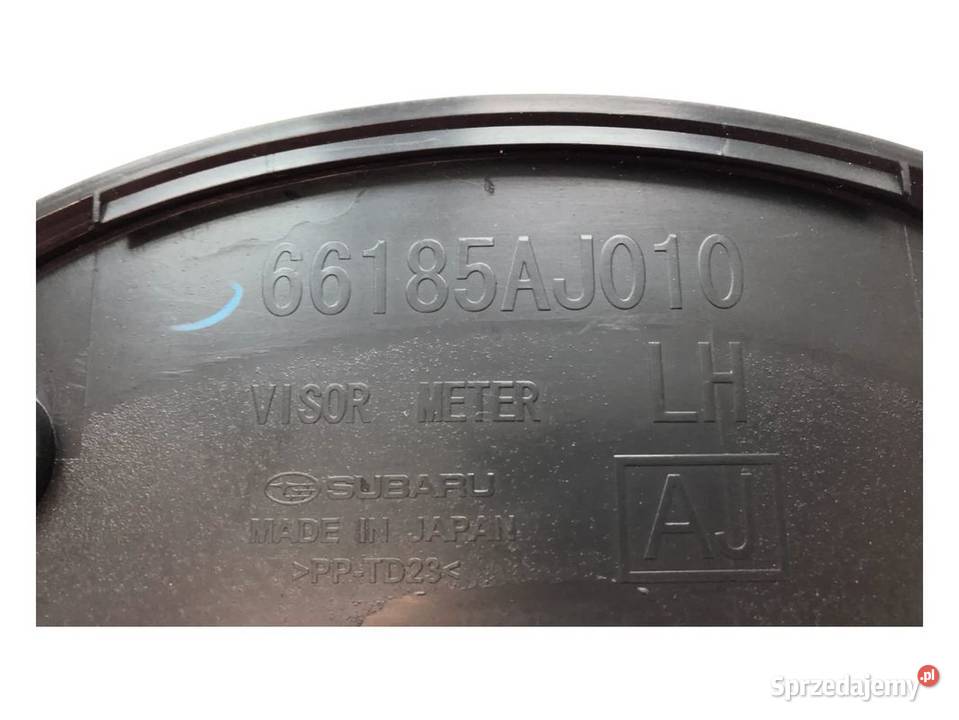 66185AJ010
LH
VISOR METER
SUBARU
MADE IN JAPAN
AJ
>PP-TD23<
Sprzedajemy.pl